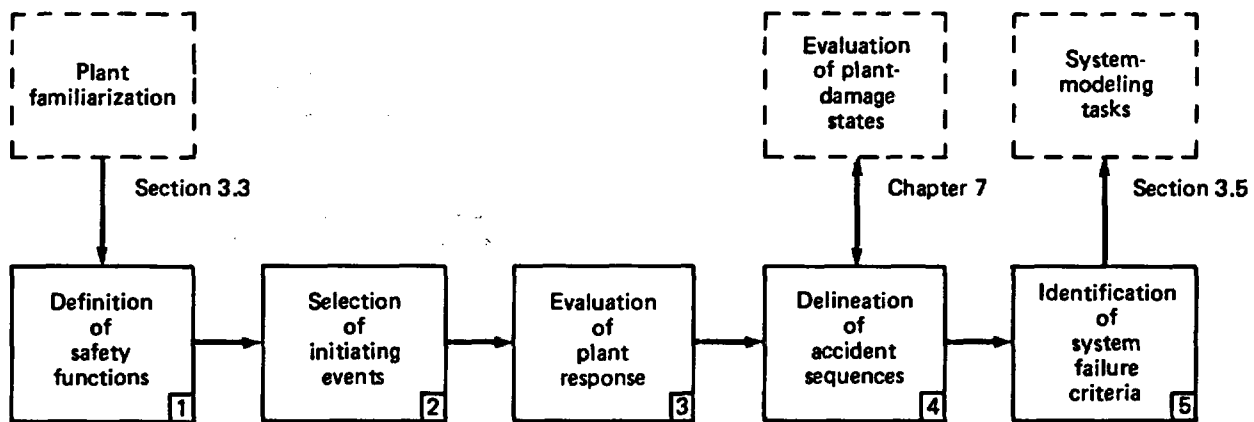 Plant
familiarization
Evaluation
of plant-
damage
states
System-
modeling
tasks
Section 3.3
Chapter 7
Section 3.5
Definition
of
safety
functions
1
Selection
of
initiating
events
2
Evaluation
of
plant
response
3
Delineation
of
accident
sequences
4
Identification
of
system
failure
criteria
5